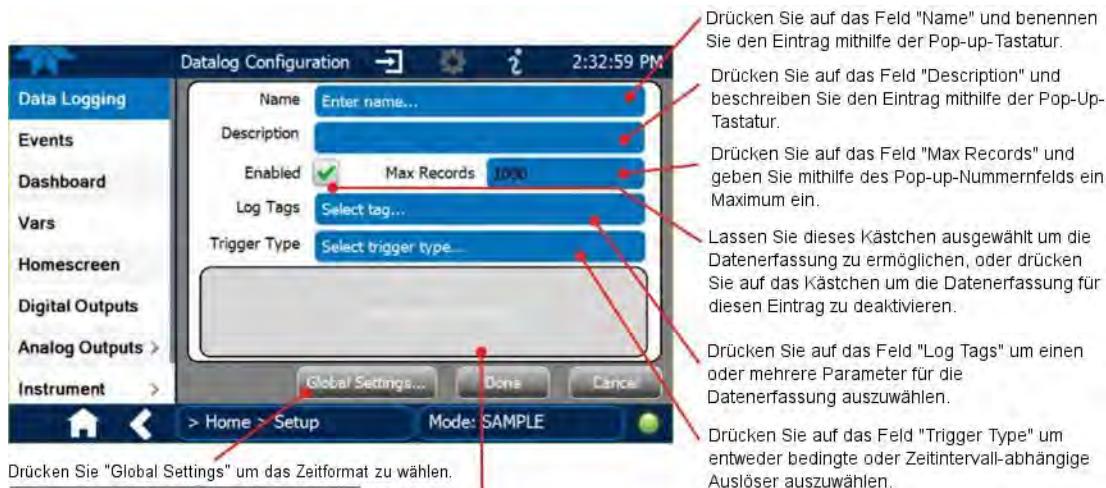 Drücken Sie auf das Feld "Name" und benennen
Sie den Eintrag mithilfe der Pop-up-Tastatur.
Datalog Configuration
2:32:59 PM
Data Logging
Events
Dashboard
Vars
Homescreen
Digital Outputs
Analog Outputs >
Instrument >
Name
Enter name...
Description
Enabled
Max Records
1000
Log Tags
Select tag...
Trigger Type
Select trigger type...
Global Settings...
Done
Cancel
> Home > Setup
Mode: SAMPLE
Drücken Sie auf das Feld "Description" und
beschreiben Sie den Eintrag mithilfe der Pop-Up-
Tastatur.
Drücken Sie auf das Feld "Max Records" und
geben Sie mithilfe des Pop-up-Nummernfelds ein
Maximum ein.
Lassen Sie dieses Kästchen ausgewählt um die
Datenerfassung zu ermöglichen, oder drücken
Sie auf das Kästchen um die Datenerfassung für
diesen Eintrag zu deaktivieren.
Drücken Sie auf das Feld "Log Tags" um einen
oder mehrere Parameter für die
Datenerfassung auszuwählen.
Drücken Sie auf das Feld "Trigger Type" um
entweder bedingte oder Zeitintervall-abhängige
Auslöser auszuwählen.
Drücken Sie "Global Settings" um das Zeitformat zu wählen.